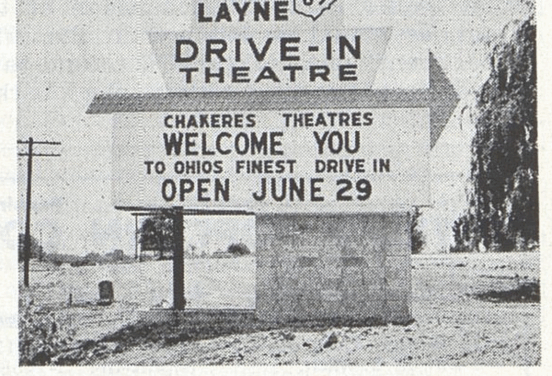 LAYNE
DRIVE-IN
THEATRE
CHAKERES THEATRES
WELCOME YOU
TO OHIOS FINEST DRIVE IN
OPEN JUNE 29